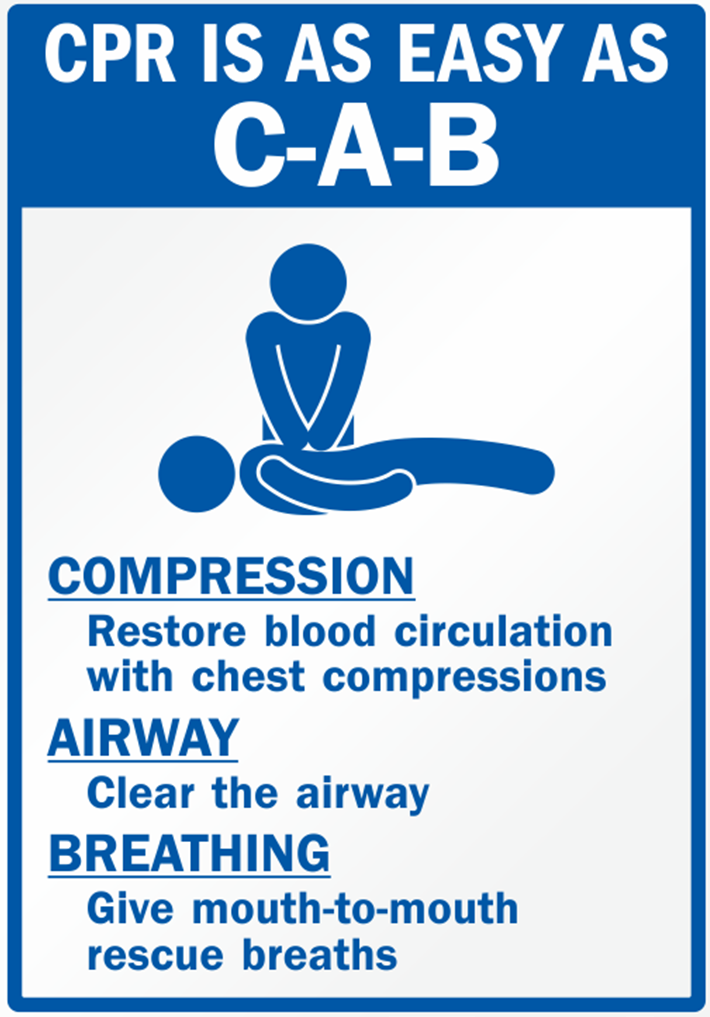 CPR IS AS EASY AS
C-A-B
COMPRESSION
Restore blood circulation
with chest compressions
AIRWAY
Clear the airway
BREATHING
Give mouth-to-mouth
rescue breaths